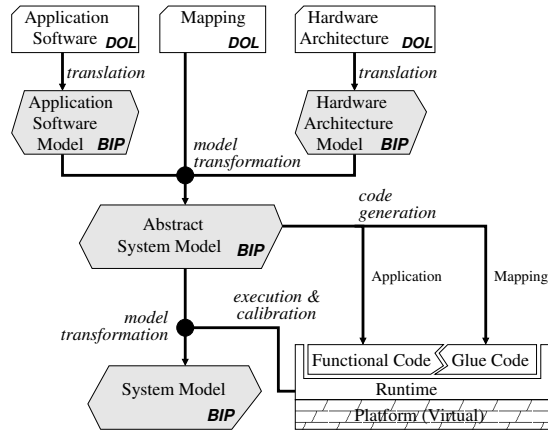 Application
Software
DOL
Mapping
DOL
Hardware
Architecture
DOL
translation
translation
Application
Software
Model
BIP
Hardware
Architecture
Model
BIP
model
transformation
Abstract
System Model
BIP
code
generation
Application
Mapping
model
transformation
execution &
calibration
Functional Code
Glue Code
System Model
BIP
Runtime
Platform (Virtual)